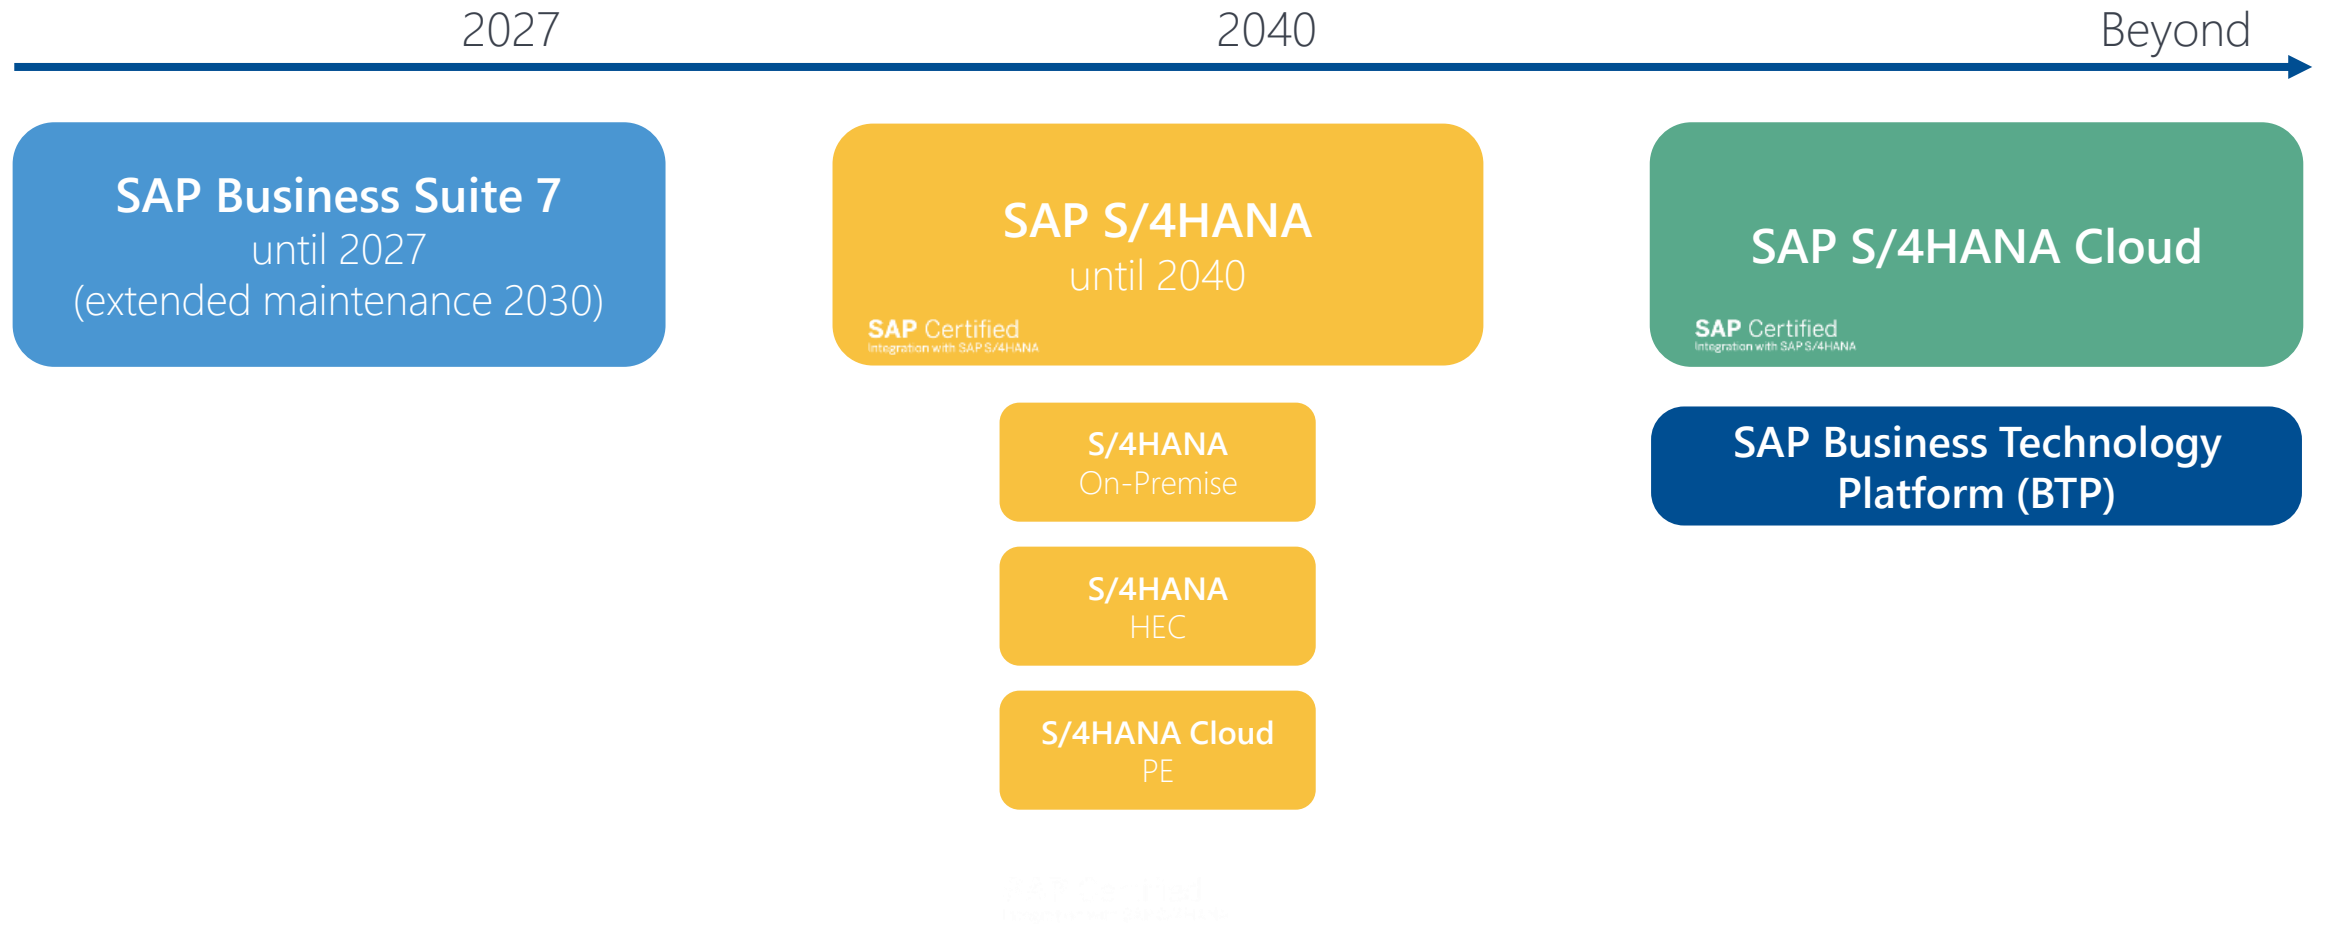 2027
2040
Beyond
SAP Business Suite 7
until 2027
(extended maintenance 2030)
SAP S/4HANA
until 2040
SAP Certified
Integration with SAP S/4HANA
SAP S/4HANA Cloud
SAP Certified
Integration with SAP S/4HANA
S/4HANA
On-Premise
S/4HANA
HEC
S/4HANA Cloud
PE
SAP Business Technology
Platform (BTP)